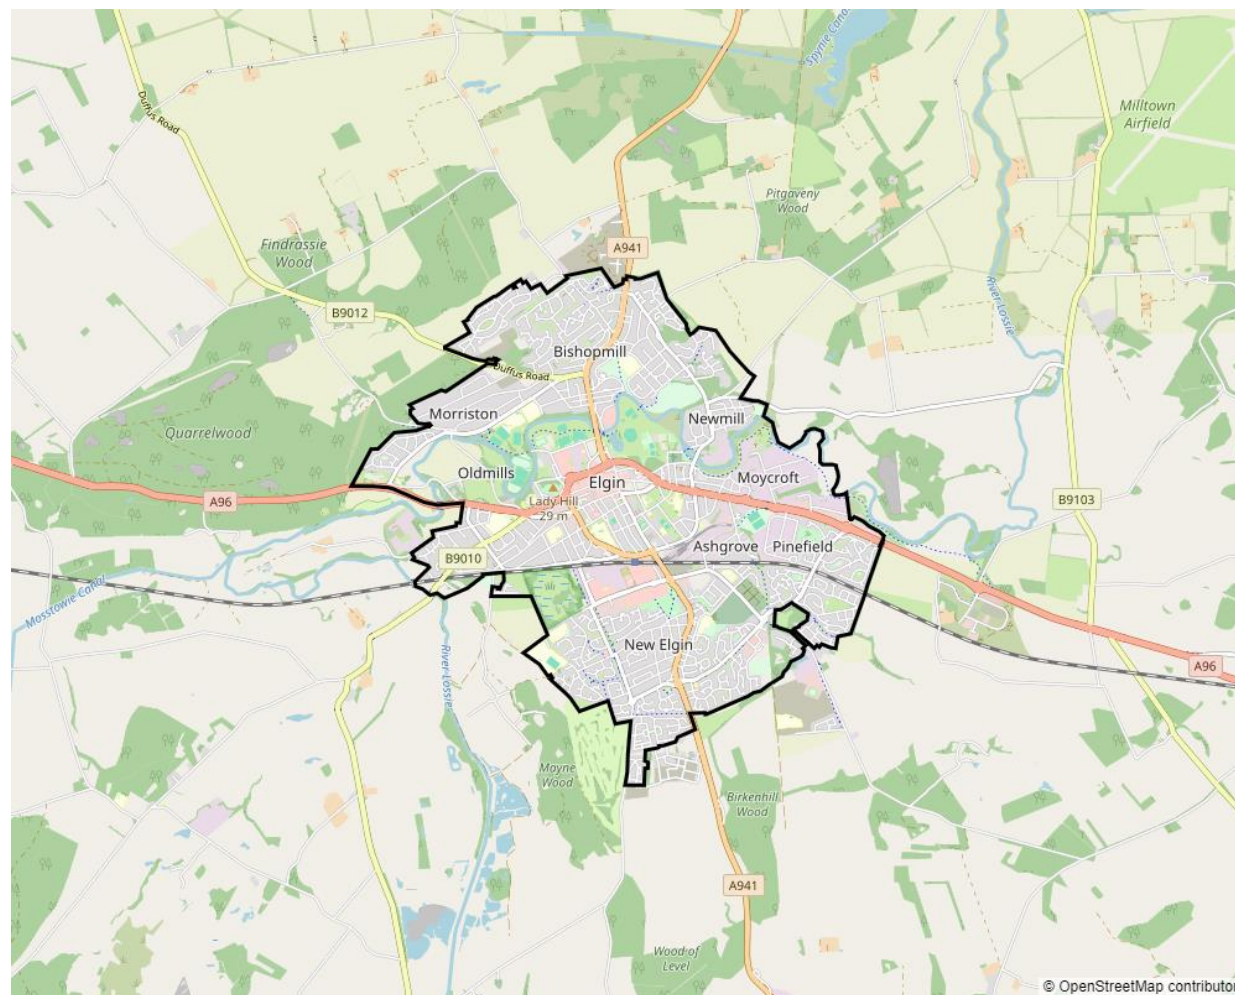 Spynie Canal
Duffus Road
Milltown
Airfield
Pitgaveny
Wood
Findrassie
Wood
A941
River Lossie
B9012
Bishopmill
Duffus Road
Morriston
Newmill
Quarrelwood
Oldmills
Elgin
Moycroft
A96
Lady Hill
29 m
B9103
Ashgrove
Pinefield
B9010
Mosstowie Canal
New Elgin
River Lossie
A96
Mayne
Wood
Birkenhill
Wood
A941
Wood of
Level
© OpenStreetMap contributor